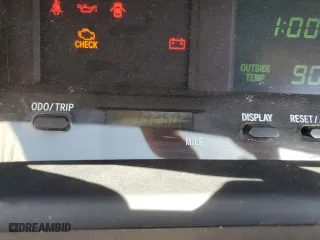 1:00
CHECK
OUTSIDE
TEMP
90
ODO/TRIP
DISPLAY
RESET/
MILE
DREAMBID